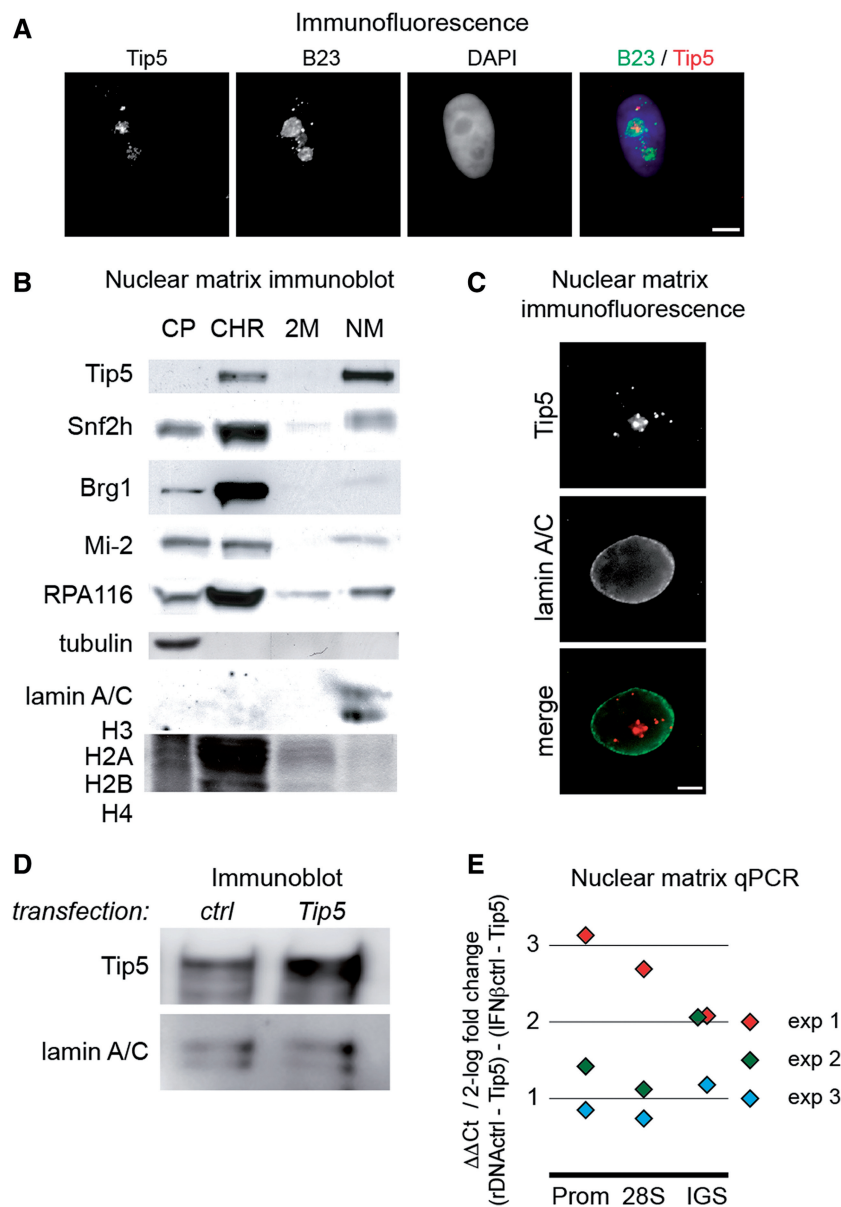 A
Immunofluorescence
Tip5 B23 DAPI B23 / Tip5
B
Nuclear matrix immunoblot
CP CHR 2M NM
Tip5
Snf2h
Brg1
Mi-2
RPA116
tubulin
lamin A/C
H3
H2A
H2B
H4
C
Nuclear matrix
immunofluorescence
Tip5
lamin A/C
merge
D
Immunoblot
transfection: ctrl Tip5
Tip5
lamin A/C
E
Nuclear matrix qPCR
ΔΔCt / 2-log fold change
(rDNActrl - Tip5) - (IFNβctrl - Tip5)
3
2
1
Prom 28S IGS
exp 1
exp 2
exp 3